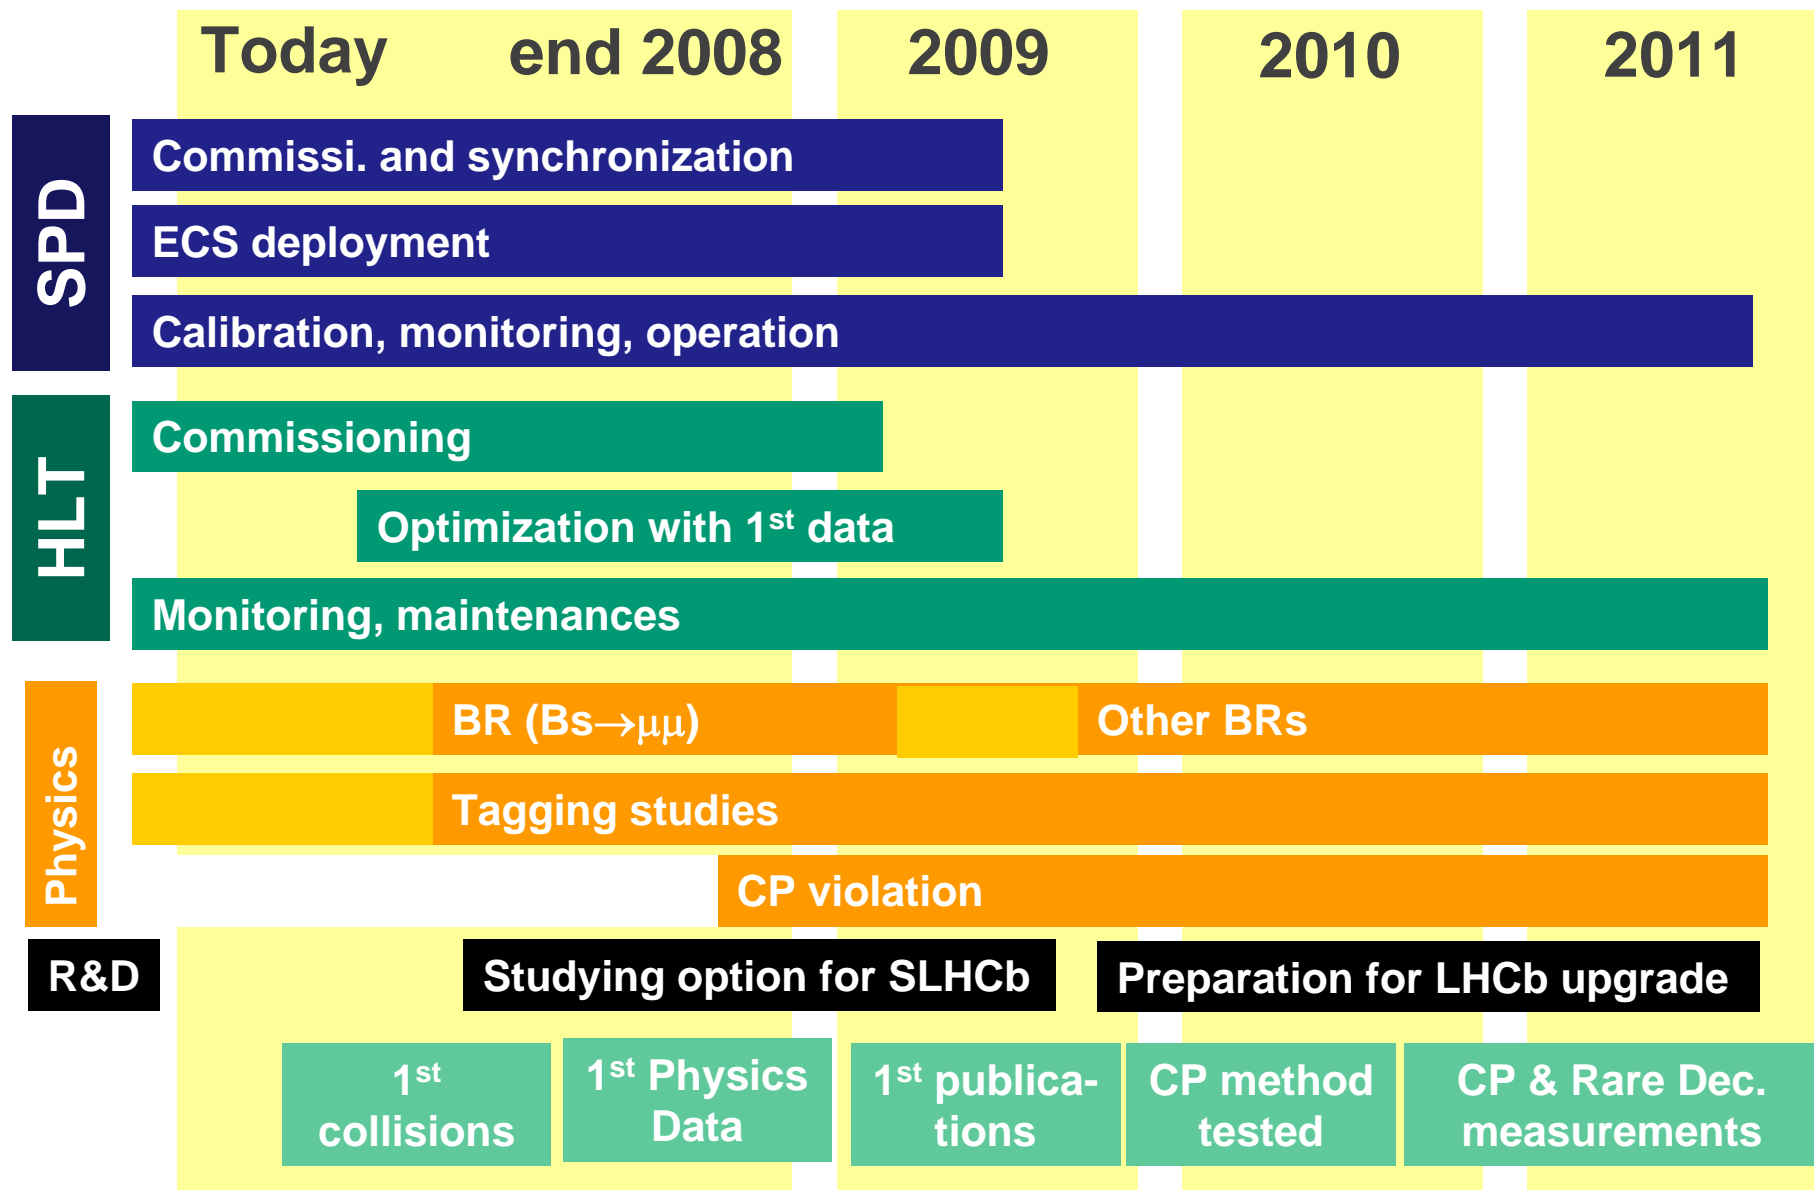 Today end 2008 2009 2010 2011
SPD
Commissi. and synchronization
ECS deployment
Calibration, monitoring, operation
HLT
Commissioning
Optimization with 1st data
Monitoring, maintenances
Physics
BR (Bs→μμ) Other BRs
Tagging studies
CP violation
R&D Studying option for SLHCb Preparation for LHCb upgrade
1st
collisions
1st Physics
Data
1st publica-
tions
CP method
tested
CP & Rare Dec.
measurements